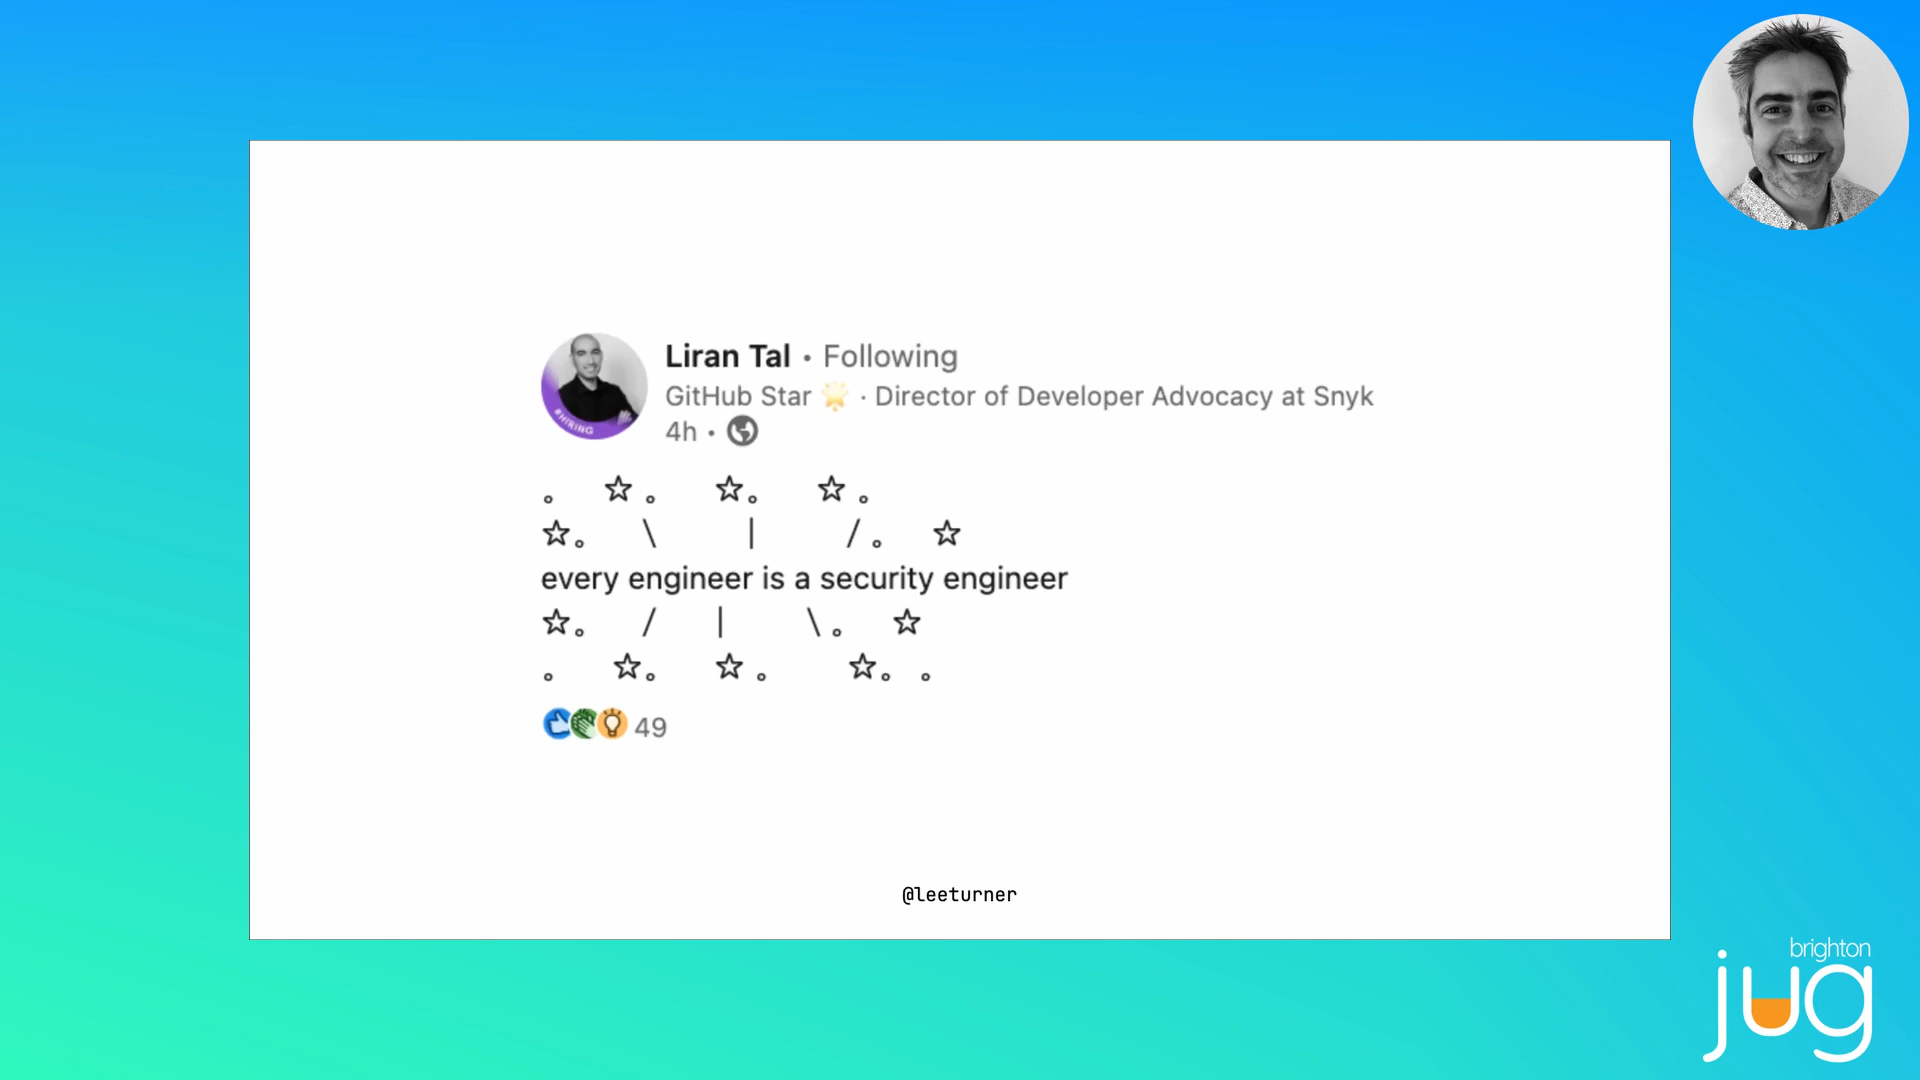 Liran Tal • Following
GitHub Star 🌟 · Director of Developer Advocacy at Snyk
4h •
#HIRING
。 ☆ 。 ☆。 ☆ 。
☆。 \ | / 。 ☆
every engineer is a security engineer
☆。 / | \ 。 ☆
。 ☆。 ☆ 。 ☆。 。
49
@leeturner
brighton
jug